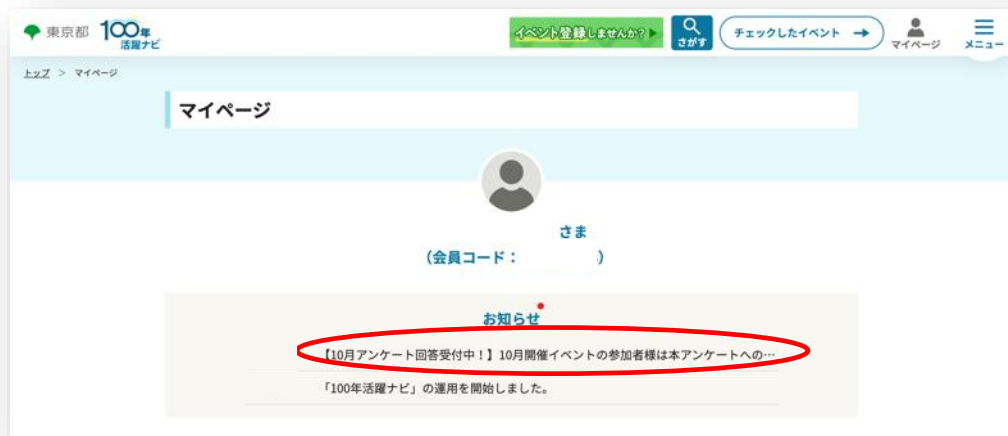 東京都 100年活躍ナビ イベント登録しませんか? さがす チェックしたイベント マイページ メニュー
トップ > マイページ
マイページ
さま
(会員コード: )
お知らせ
【10月アンケート回答受付中!】10月開催イベントの参加者様は本アンケートへの…
「100年活躍ナビ」の運用を開始しました。